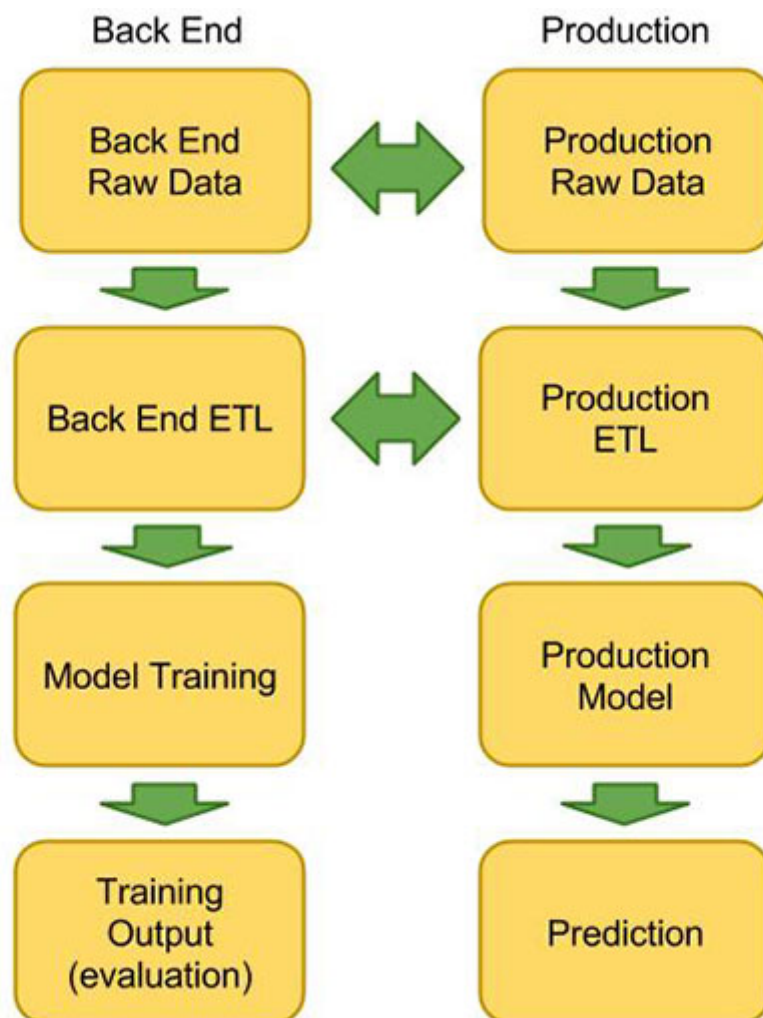 Back End
Production
Back End
Raw Data
Production
Raw Data
Back End ETL
Production
ETL
Model Training
Production
Model
Training
Output
(evaluation)
Prediction